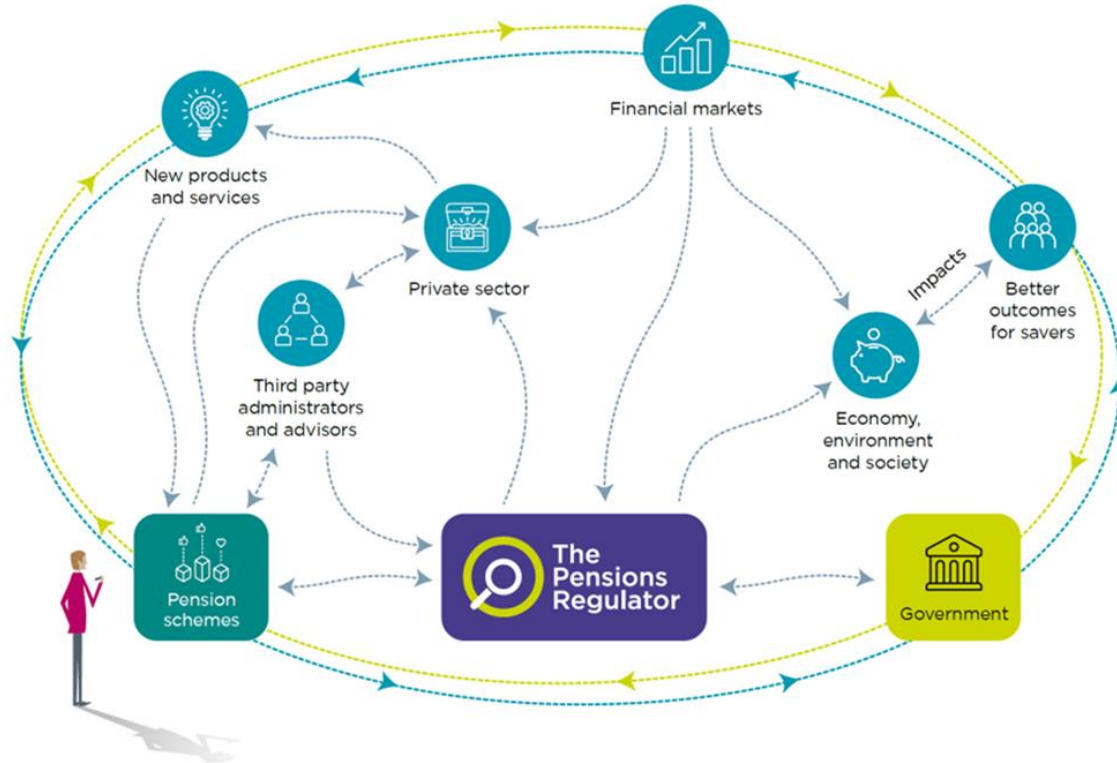 Financial markets
New products
and services
Private sector
Impacts
Better
outcomes
for savers
Third party
administrators
and advisors
Economy,
environment
and society
Pension
schemes
The
Pensions
Regulator
Government